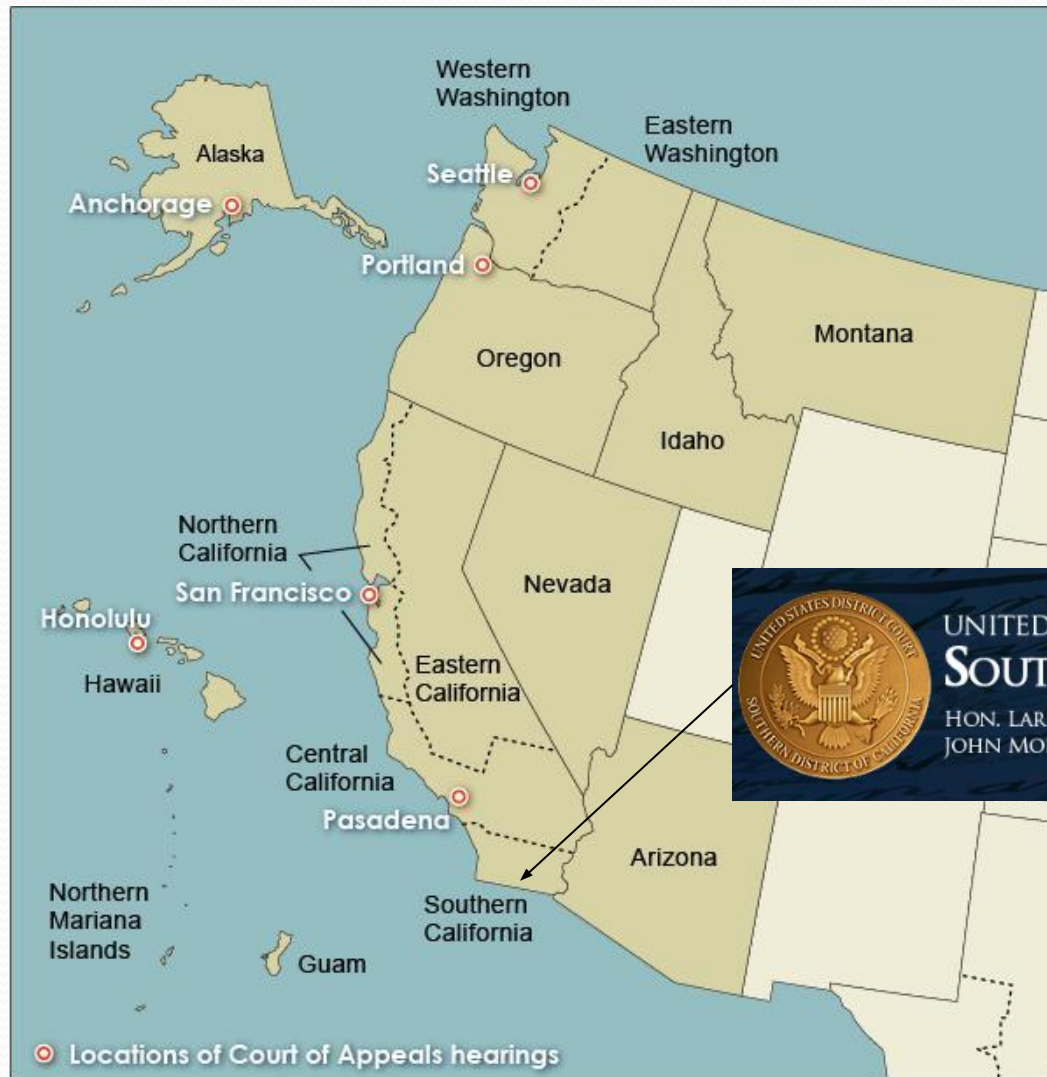 Western
Washington
Eastern
Washington
Alaska
Seattle
Anchorage
Portland
Montana
Oregon
Idaho
Northern
California
San Francisco
Nevada
Honolulu
Hawaii
Eastern
California
UNITED STATES DISTRICT COURT
SOUTHERN DISTRICT OF CALIFORNIA
UNITED
SOUT
HON. LAR
JOHN MO
Central
California
Pasadena
Arizona
Southern
California
Northern
Mariana
Islands
Guam
Locations of Court of Appeals hearings